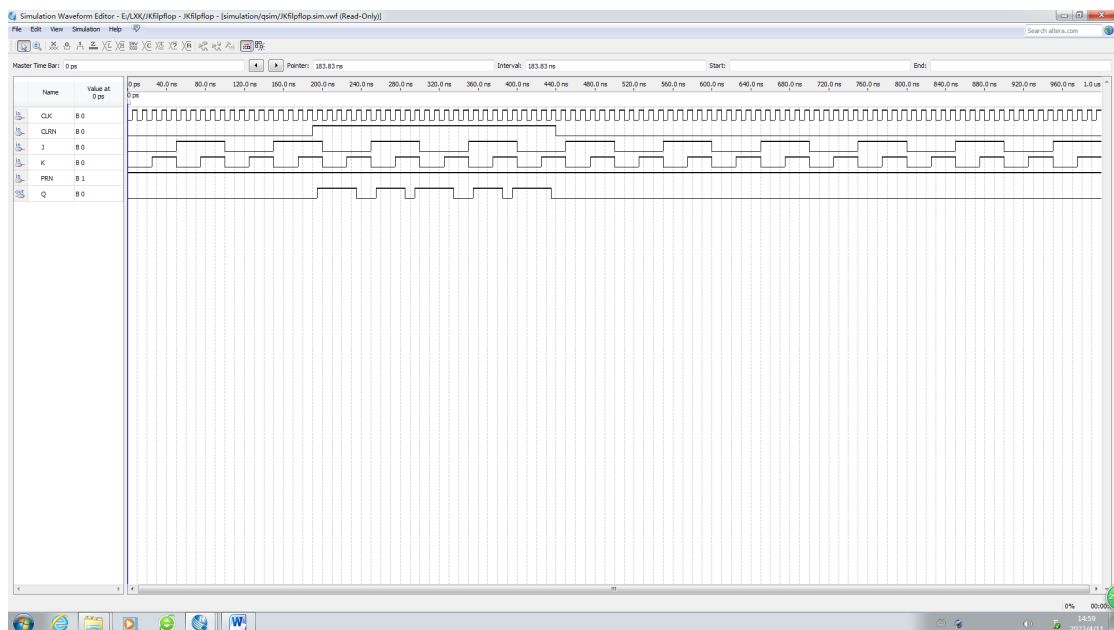 Simulation Waveform Editor - E:/LXK/JKfilpflop - JKfilpflop - [simulation/qsim/JKfilpflop.sim.vwf (Read-Only)]
File Edit View Simulation Help
Search altera.com
Master Time Bar: 0 ps
Pointer: 183.83 ns
Interval: 183.83 ns
Start:
End:
Name
Value at
0 ps
0 ps 40.0 ns 80.0 ns 120.0 ns 160.0 ns 200.0 ns 240.0 ns 280.0 ns 320.0 ns 360.0 ns 400.0 ns 440.0 ns 480.0 ns 520.0 ns 560.0 ns 600.0 ns 640.0 ns 680.0 ns 720.0 ns 760.0 ns 800.0 ns 840.0 ns 880.0 ns 920.0 ns 960.0 ns 1.0 us
0 ps
CLK B 0
CLRN B 0
J B 0
K B 0
PRN B 1
Q B 0
0% 00:00:
14:59
2022/4/11